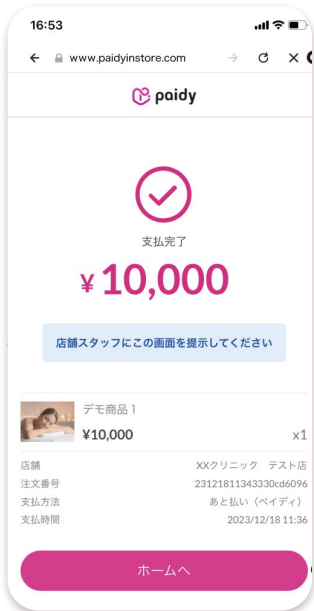 16:53
www.paidyinstore.com
paidy
支払完了
¥10,000
店舗スタッフにこの画面を提示してください
デモ商品1
¥10,000 x1
店舗 XXクリニック テスト店
注文番号 23121811343330cd6096
支払方法 あと払い（ペイディ）
支払時間 2023/12/18 11:36
ホームへ